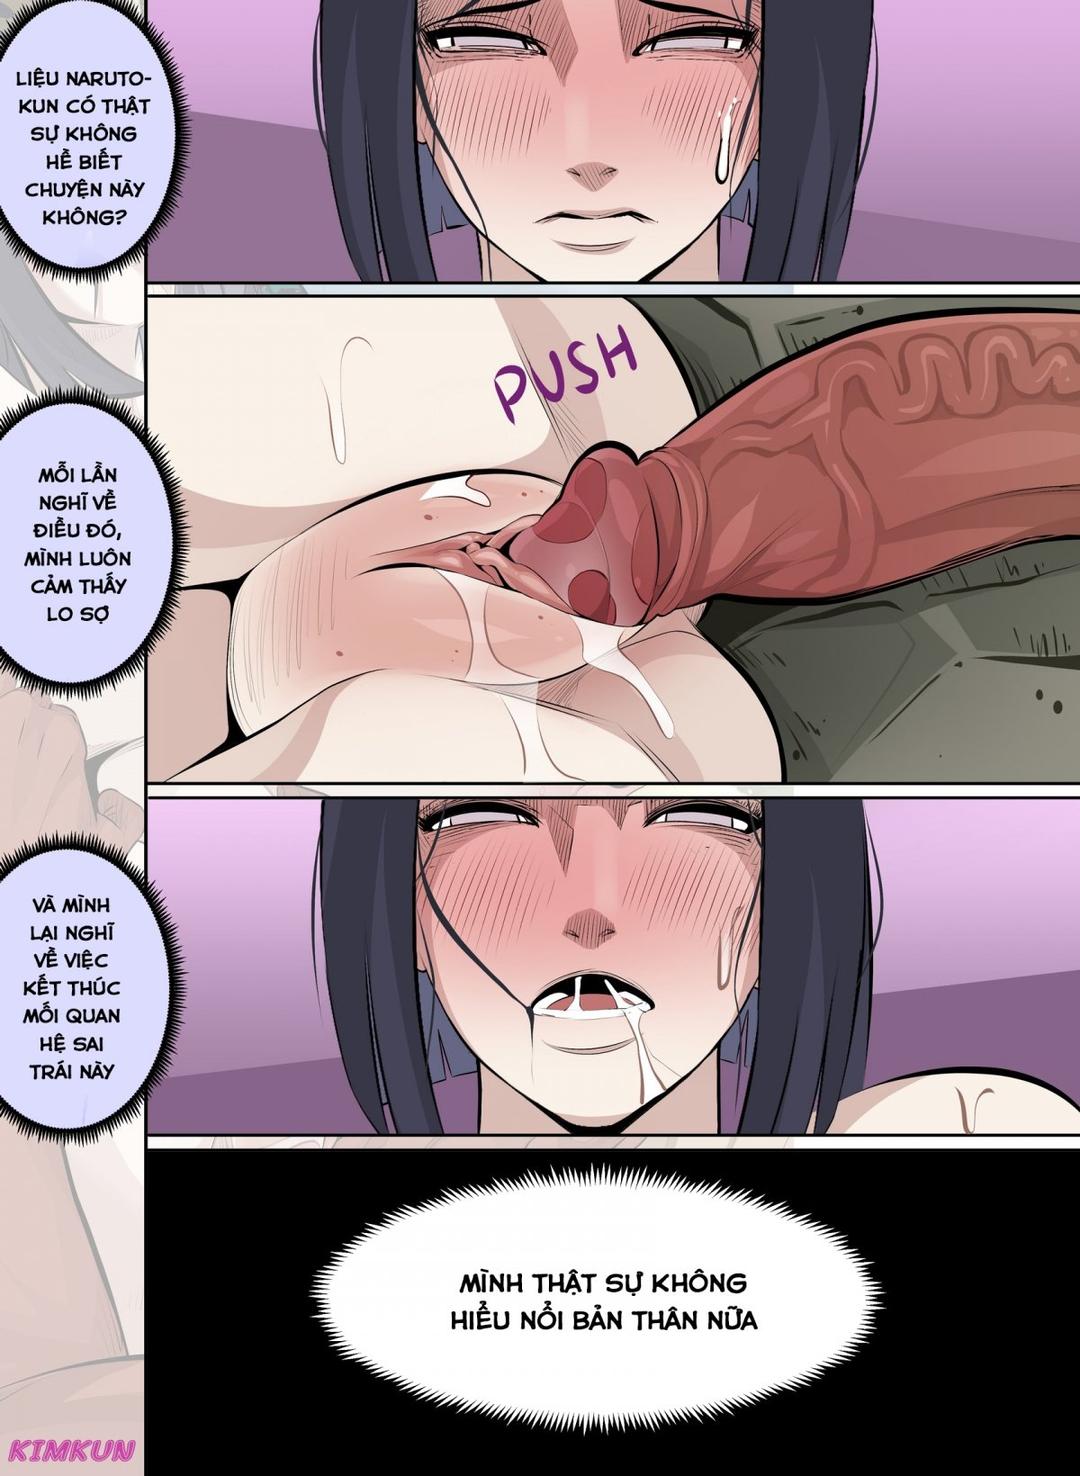 LIỆU NARUTO-
KUN CÓ THẬT
SỰ KHÔNG
HỀ BIẾT
CHUYỆN NÀY
KHÔNG?
PUSH
MỖI LẦN
NGHĨ VỀ
ĐIỀU ĐÓ,
MÌNH LUÔN
CẢM THẤY
LO SỢ
VÀ MÌNH
LẠI NGHĨ
VỀ VIỆC
KẾT THÚC
MỐI QUAN
HỆ SAI
TRÁI NÀY
MÌNH THẬT SỰ KHÔNG
HIỂU NỔI BẢN THÂN NỮA
KIMKUN